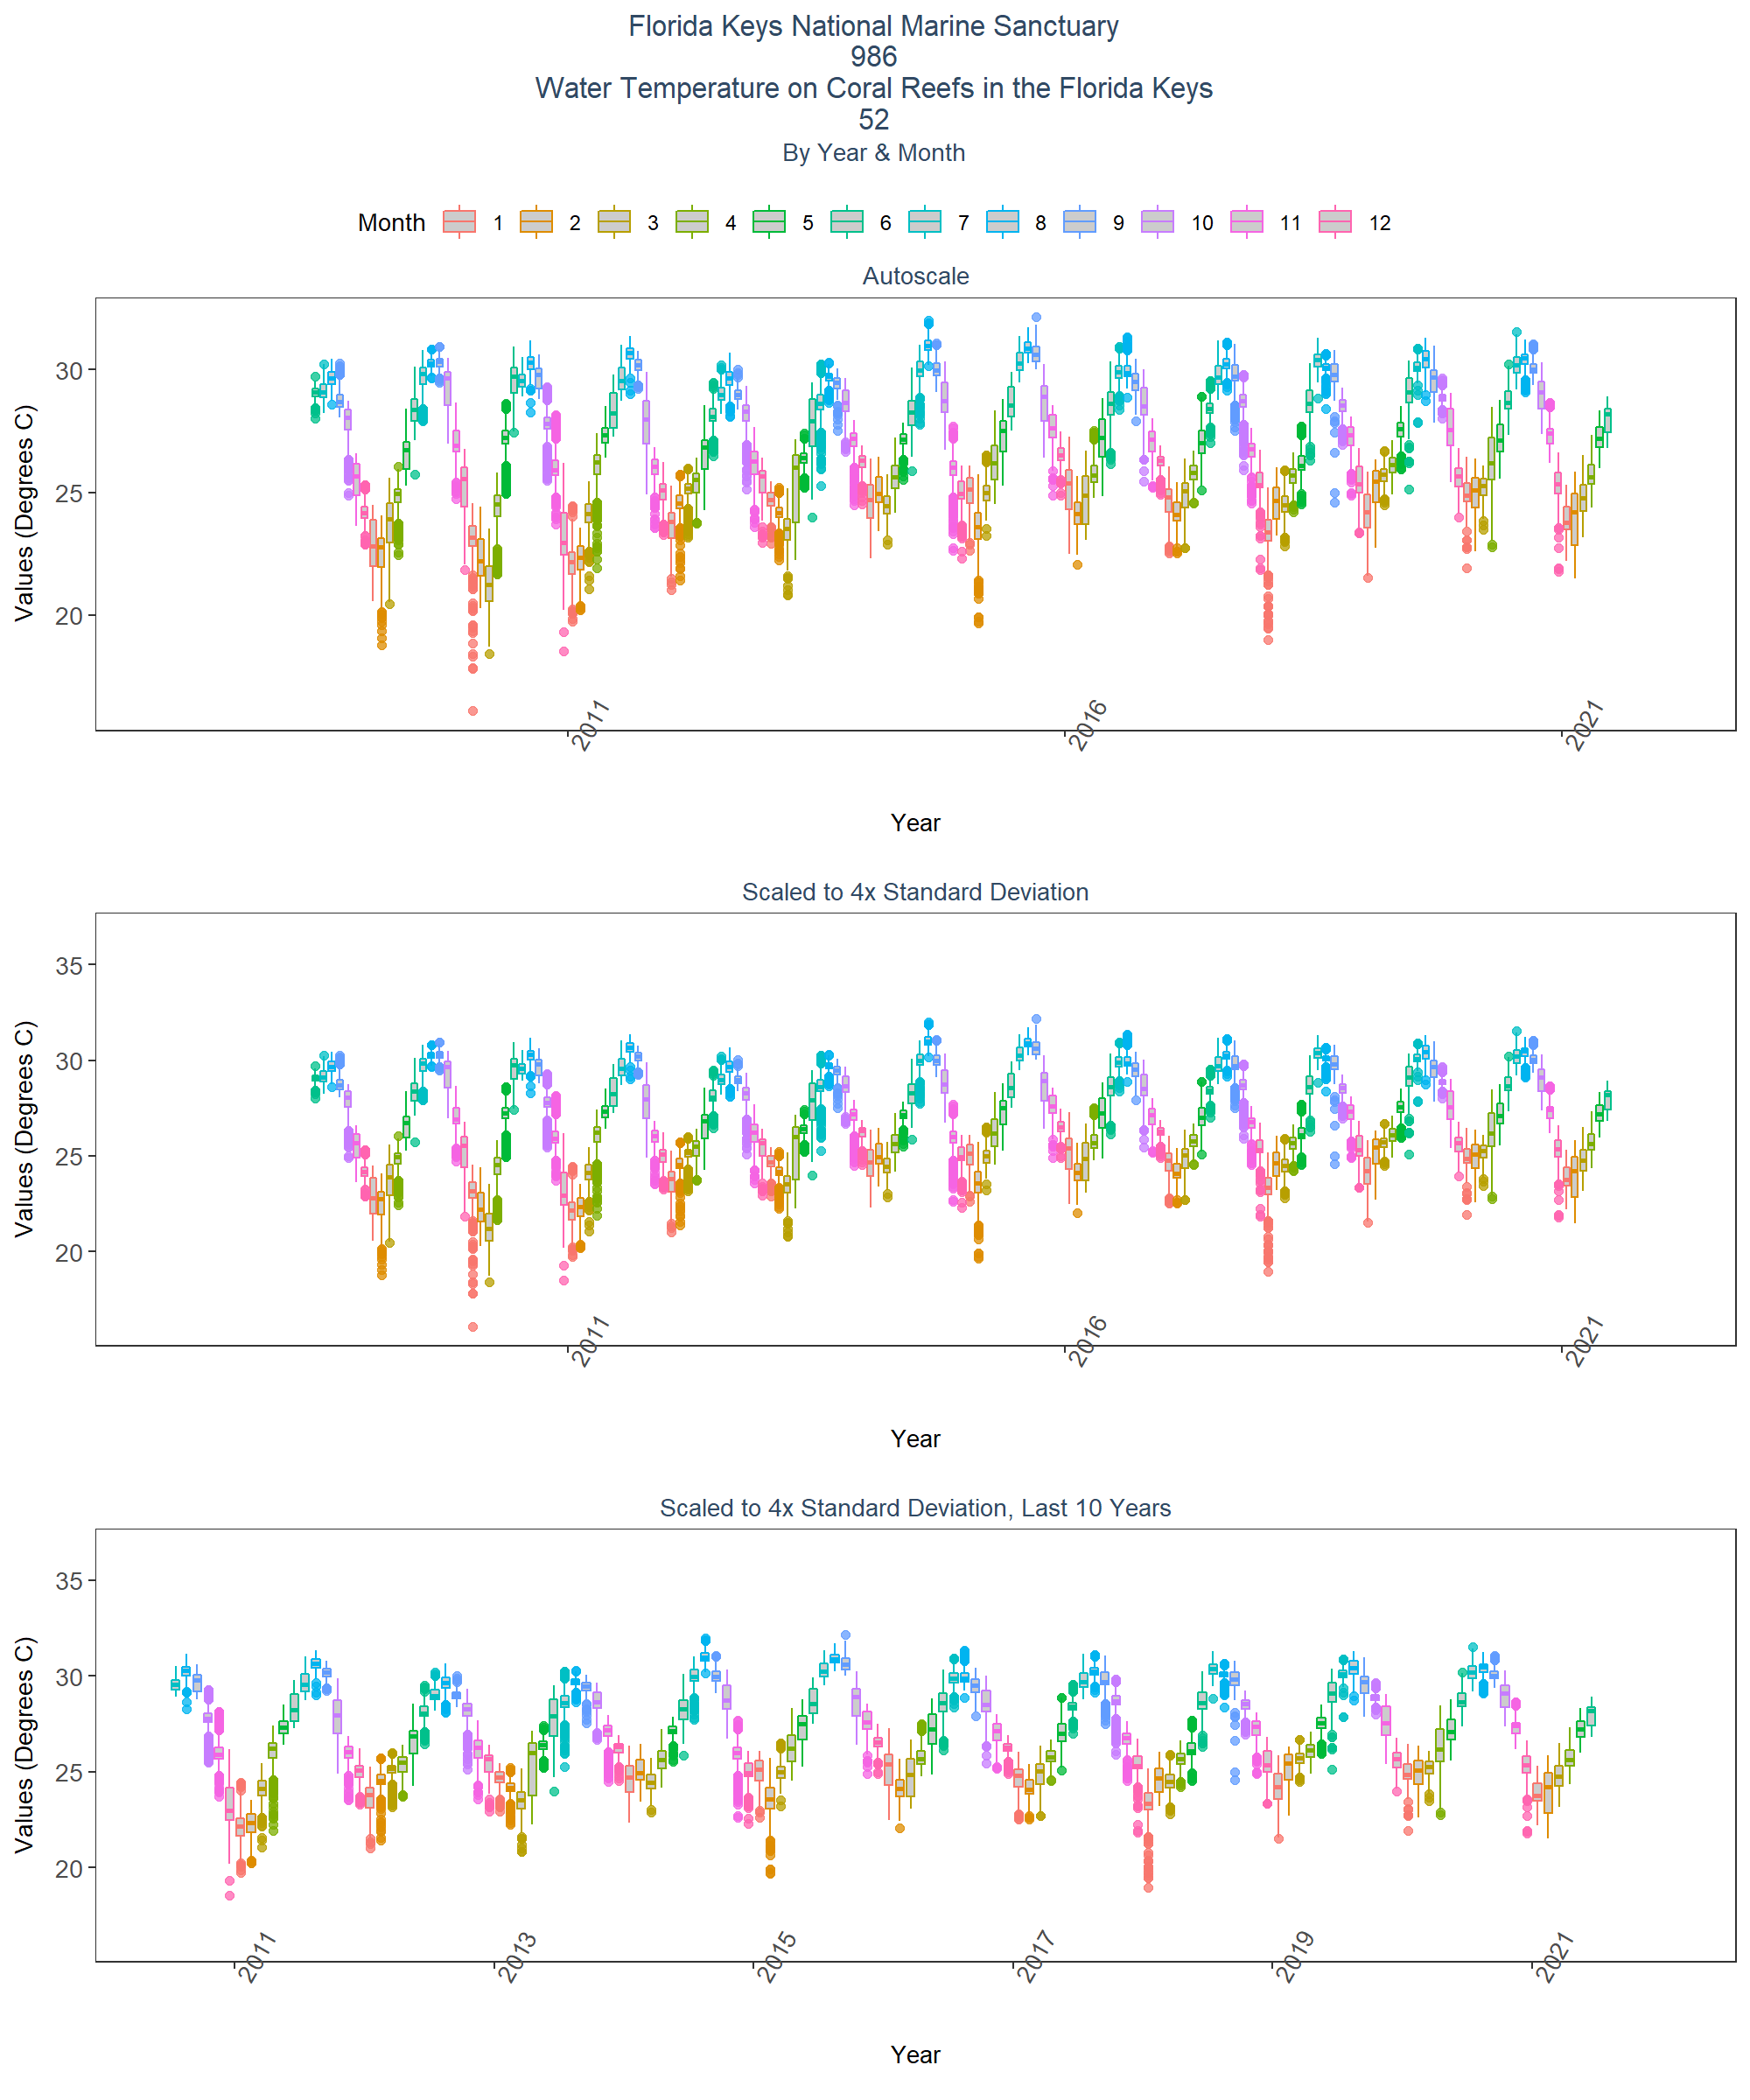 Florida Keys National Marine Sanctuary
986
Water Temperature on Coral Reefs in the Florida Keys
52
By Year & Month
Month 1 2 3 4 5 6 7 8 9 10 11 12
Autoscale
Values (Degrees C)
30
25
20
2011 2016 2021
Year
Scaled to 4x Standard Deviation
Values (Degrees C)
35
30
25
20
2011 2016 2021
Year
Scaled to 4x Standard Deviation, Last 10 Years
Values (Degrees C)
35
30
25
20
2011 2013 2015 2017 2019 2021
Year